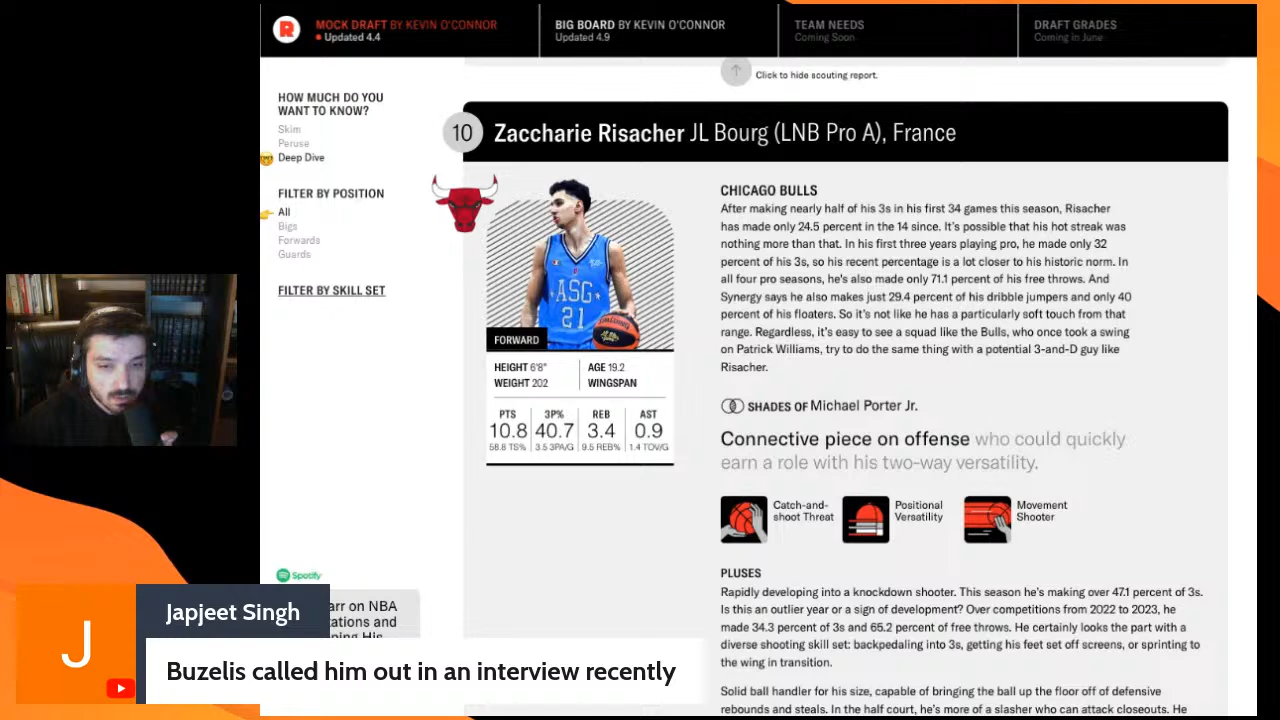 R
MOCK DRAFT BY KEVIN O'CONNOR
Updated 4.4
BIG BOARD BY KEVIN O'CONNOR
Updated 4.9
TEAM NEEDS
Coming Soon
DRAFT GRADES
Coming in June
Click to hide scouting report.
HOW MUCH DO YOU
WANT TO KNOW?
Skim
Peruse
Deep Dive
FILTER BY POSITION
All
Bigs
Forwards
Guards
FILTER BY SKILL SET
10
Zaccharie Risacher JL Bourg (LNB Pro A), France
ASG
21
FORWARD
HEIGHT 6'8"
AGE 19.2
WEIGHT 202
WINGSPAN
PTS
3P%
REB
AST
10.8
40.7
3.4
0.9
58.8 TS%
3.5 3PA/G
9.5 REB%
1.4 TOV/G
CHICAGO BULLS
After making nearly half of his 3s in his first 34 games this season, Risacher
has made only 24.5 percent in the 14 since. It's possible that his hot streak was
nothing more than that. In his first three years playing pro, he made only 32
percent of his 3s, so his recent percentage is a lot closer to his historic norm. In
all four pro seasons, he's also made only 71.1 percent of his free throws. And
Synergy says he also makes just 29.4 percent of his dribble jumpers and only 40
percent of his floaters. So it's not like he has a particularly soft touch from that
range. Regardless, it's easy to see a squad like the Bulls, who once took a swing
on Patrick Williams, try to do the same thing with a potential 3-and-D guy like
Risacher.
SHADES OF Michael Porter Jr.
Connective piece on offense who could quickly
earn a role with his two-way versatility.
Catch-and-
shoot Threat
Positional
Versatility
Movement
Shooter
PLUSES
Rapidly developing into a knockdown shooter. This season he's making over 47.1 percent of 3s.
Is this an outlier year or a sign of development? Over competitions from 2022 to 2023, he
made 34.3 percent of 3s and 65.2 percent of free throws. He certainly looks the part with a
diverse shooting skill set: backpedaling into 3s, getting his feet set off screens, or sprinting to
the wing in transition.
Solid ball handler for his size, capable of bringing the ball up the floor off of defensive
rebounds and steals. In the half court, he's more of a slasher who can attack closeouts. He
Spotify
arr on NBA
tations and
J
Japjeet Singh
Buzelis called him out in an interview recently